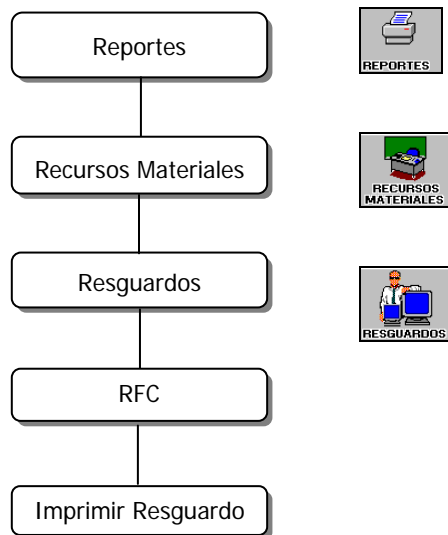 Reportes
REPORTES
Recursos Materiales
RECURSOS
MATERIALES
Resguardos
RESGUARDOS
RFC
Imprimir Resguardo